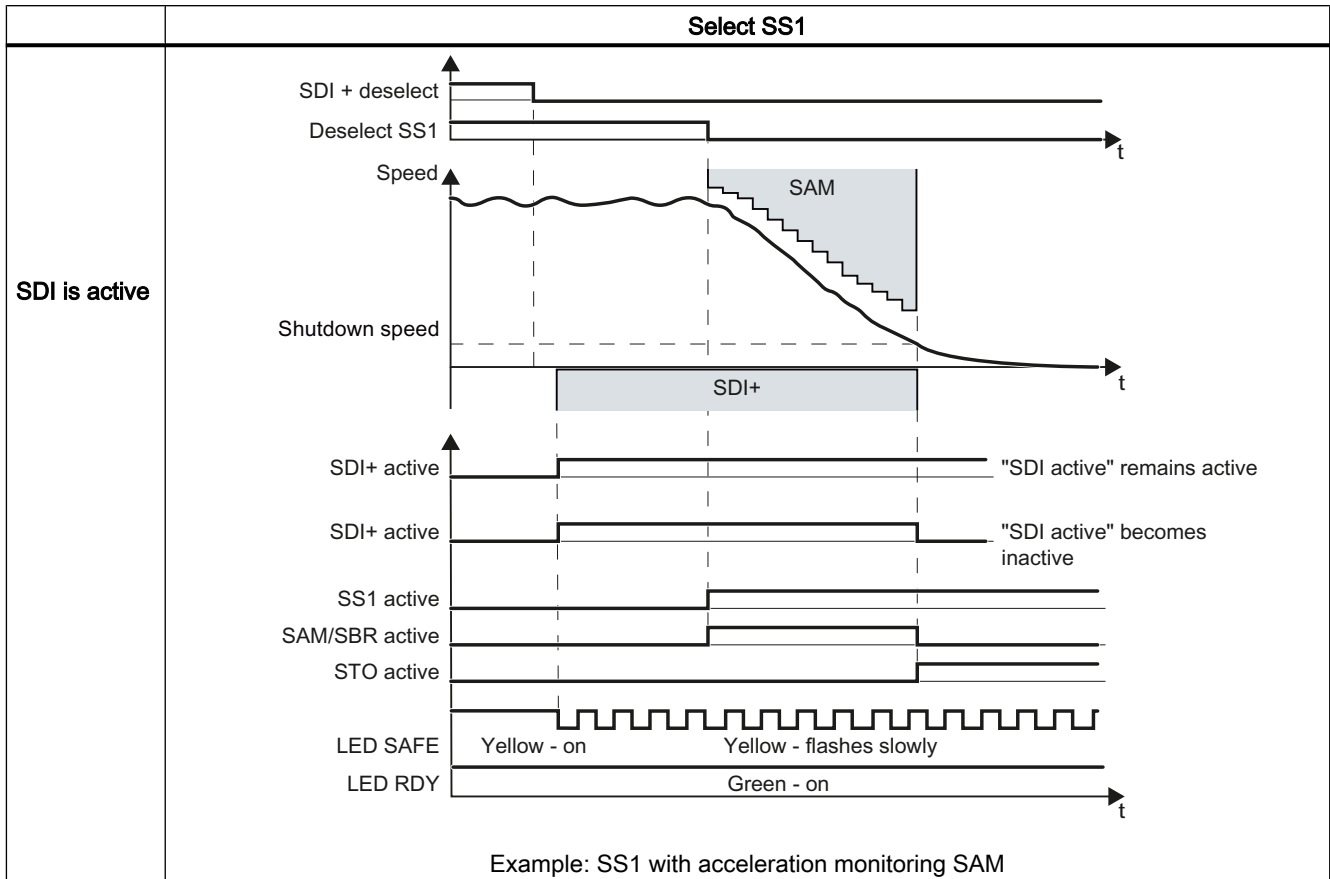 Select SS1
SDI is active
SDI + deselect
Deselect SS1
t
Speed
SAM
Shutdown speed
SDI+
t
SDI+ active
"SDI active" remains active
SDI+ active
"SDI active" becomes
inactive
SS1 active
SAM/SBR active
STO active
LED SAFE
Yellow - on
Yellow - flashes slowly
LED RDY
Green - on
t
Example: SS1 with acceleration monitoring SAM